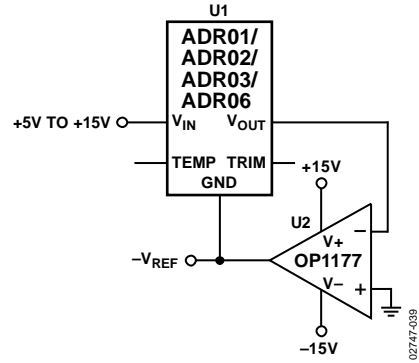 U1
ADR01/
ADR02/
ADR03/
ADR06
+5V TO +15V
VIN
VOUT
TEMP
TRIM
GND
+15V
U2
V+
−
–VREF
OP1177
V–
+
–15V
02747-039